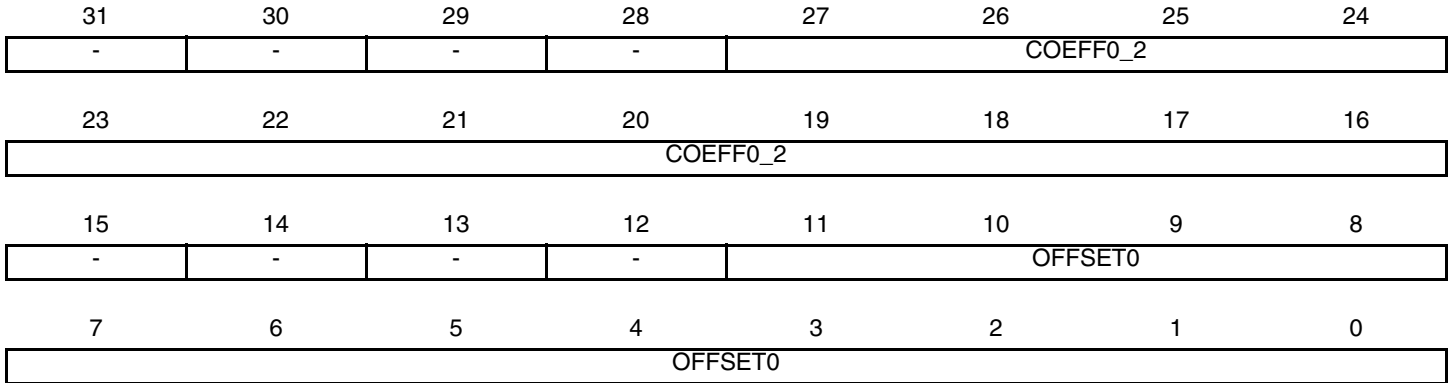 31 30 29 28 27 26 25 24
- - - - COEFF0_2
23 22 21 20 19 18 17 16
COEFF0_2
15 14 13 12 11 10 9 8
- - - - OFFSET0
7 6 5 4 3 2 1 0
OFFSET0